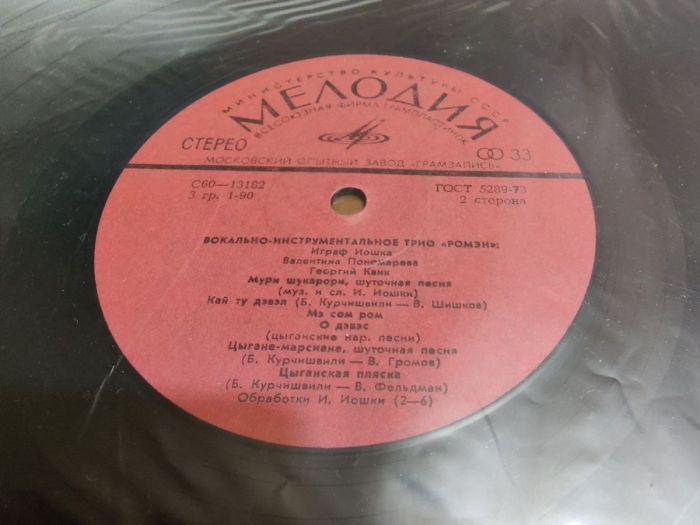 МИНИСТЕРСТВО КУЛЬТУРЫ СССР
МЕЛОДИЯ
ВСЕСОЮЗНАЯ ФИРМА ГРАМПЛАСТИНОК
СТЕРЕО
33
МОСКОВСКИЙ ОПЫТНЫЙ ЗАВОД «ГРАМЗАПИСЬ»
С60—13182
ГОСТ 5289-73
3 гр. 1-90
2 сторона
ВОКАЛЬНО-ИНСТРУМЕНТАЛЬНОЕ ТРИО «РОМЭН»:
Играф Иошка
Валентина Пономарева
Георгий Квик
Мури шукарори, шуточная песня
(муз. и сл. И. Иошки)
Кай ту дэвэл (Б. Курчишвили — В. Шишков)
Мэ сом ром
О дэвэс
(цыганские нар. песни)
Цыгане-марсиане, шуточная песня
(Б. Курчишвили — В. Громов)
Цыганская пляска
(Б. Курчишвили — В. Фельдман)
Обработки И. Иошки (2—6)